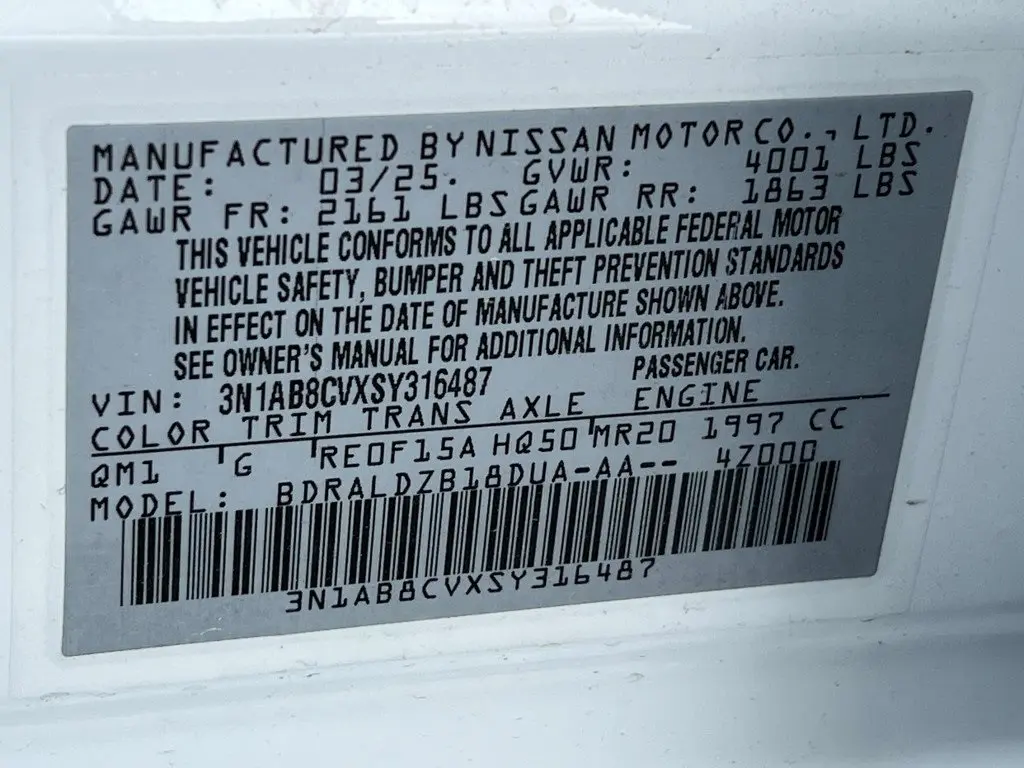 MANUFACTURED BY NISSAN MOTOR CO., LTD.
DATE: 03/25. GVWR: 4001 LBS
GAWR FR: 2161 LBS GAWR RR: 1863 LBS
THIS VEHICLE CONFORMS TO ALL APPLICABLE FEDERAL MOTOR
VEHICLE SAFETY, BUMPER AND THEFT PREVENTION STANDARDS
IN EFFECT ON THE DATE OF MANUFACTURE SHOWN ABOVE.
SEE OWNER'S MANUAL FOR ADDITIONAL INFORMATION.
VIN: 3N1AB8CVXSY316487 PASSENGER CAR.
COLOR TRIM TRANS AXLE ENGINE
QM1 G RE0F15A HQ50 MR20 1997 CC
MODEL: BDRALDZB18DUA-AA-- 4Z000
3N1AB8CVXSY316487